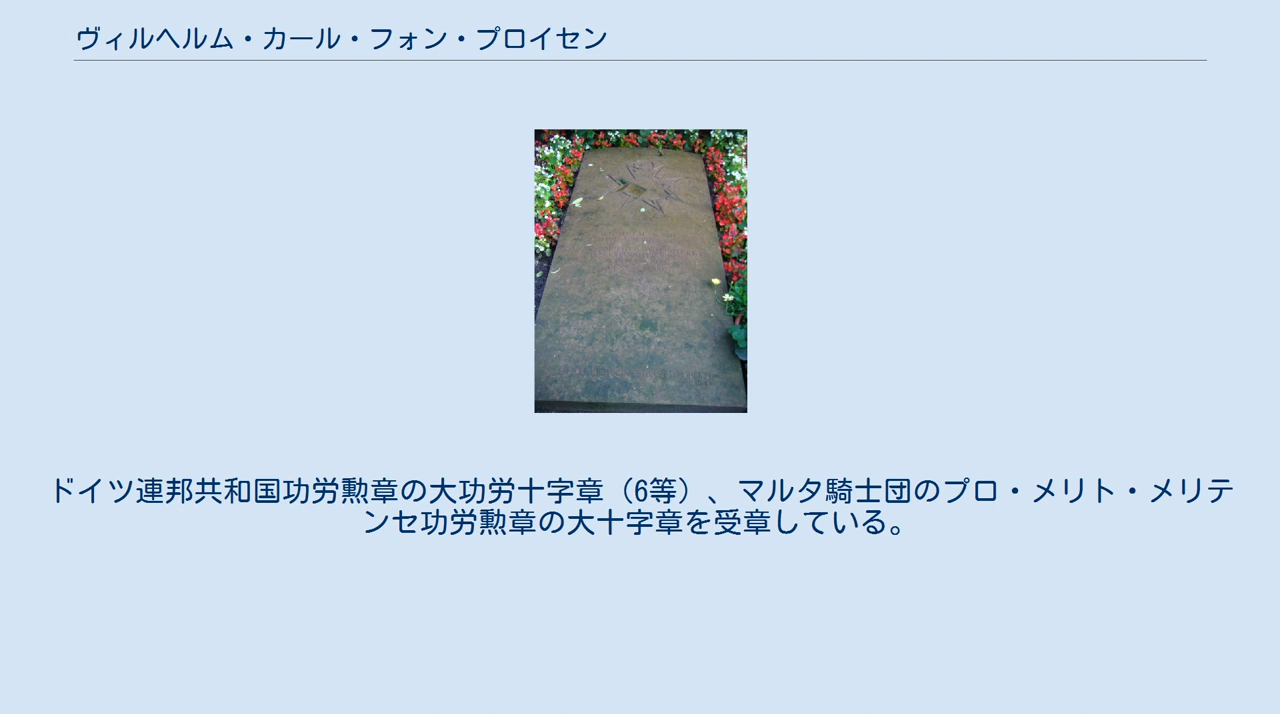 ヴィルヘルム・カール・フォン・プロイセン
ドイツ連邦共和国功労勲章の大功労十字章（6等）、マルタ騎士団のプロ・メリト・メリテ
ンセ功労勲章の大十字章を受章している。